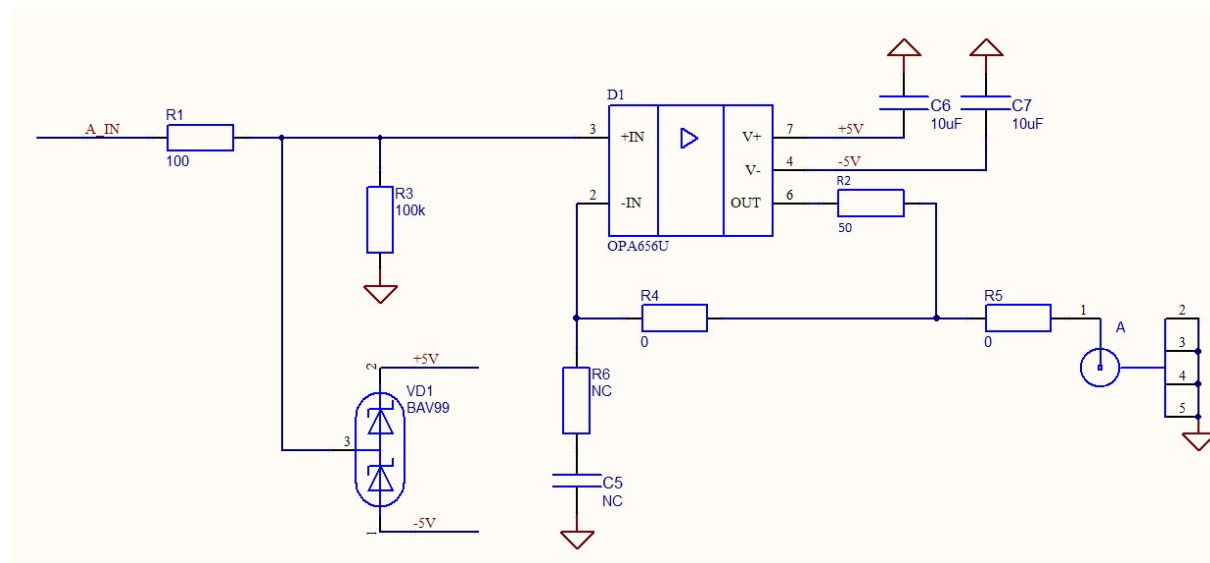 R1
A_IN
100
R3
100k
D1
3
+IN
2
-IN
V+
7
+5V
V-
4
-5V
OUT
6
OPA656U
C6
10uF
C7
10uF
R2
50
R4
0
R5
0
1
A
2
3
4
5
R6
NC
C5
NC
2
+5V
VD1
BAV99
3
1
-5V